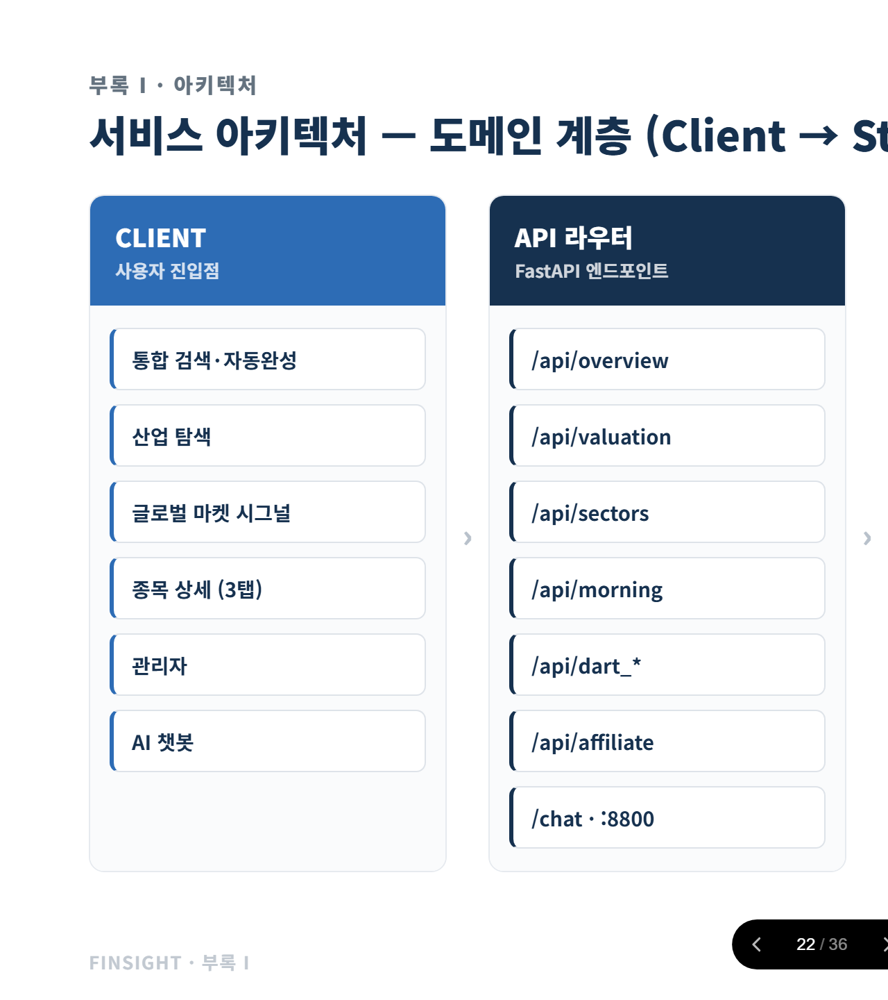 부록 I · 아키텍처
서비스 아키텍처 — 도메인 계층 (Client → St
CLIENT
사용자 진입점
통합 검색·자동완성
산업 탐색
글로벌 마켓 시그널
종목 상세 (3탭)
관리자
AI 챗봇
›
API 라우터
FastAPI 엔드포인트
/api/overview
/api/valuation
/api/sectors
/api/morning
/api/dart_*
/api/affiliate
/chat · :8800
›
22 / 36
FINSIGHT · 부록 I